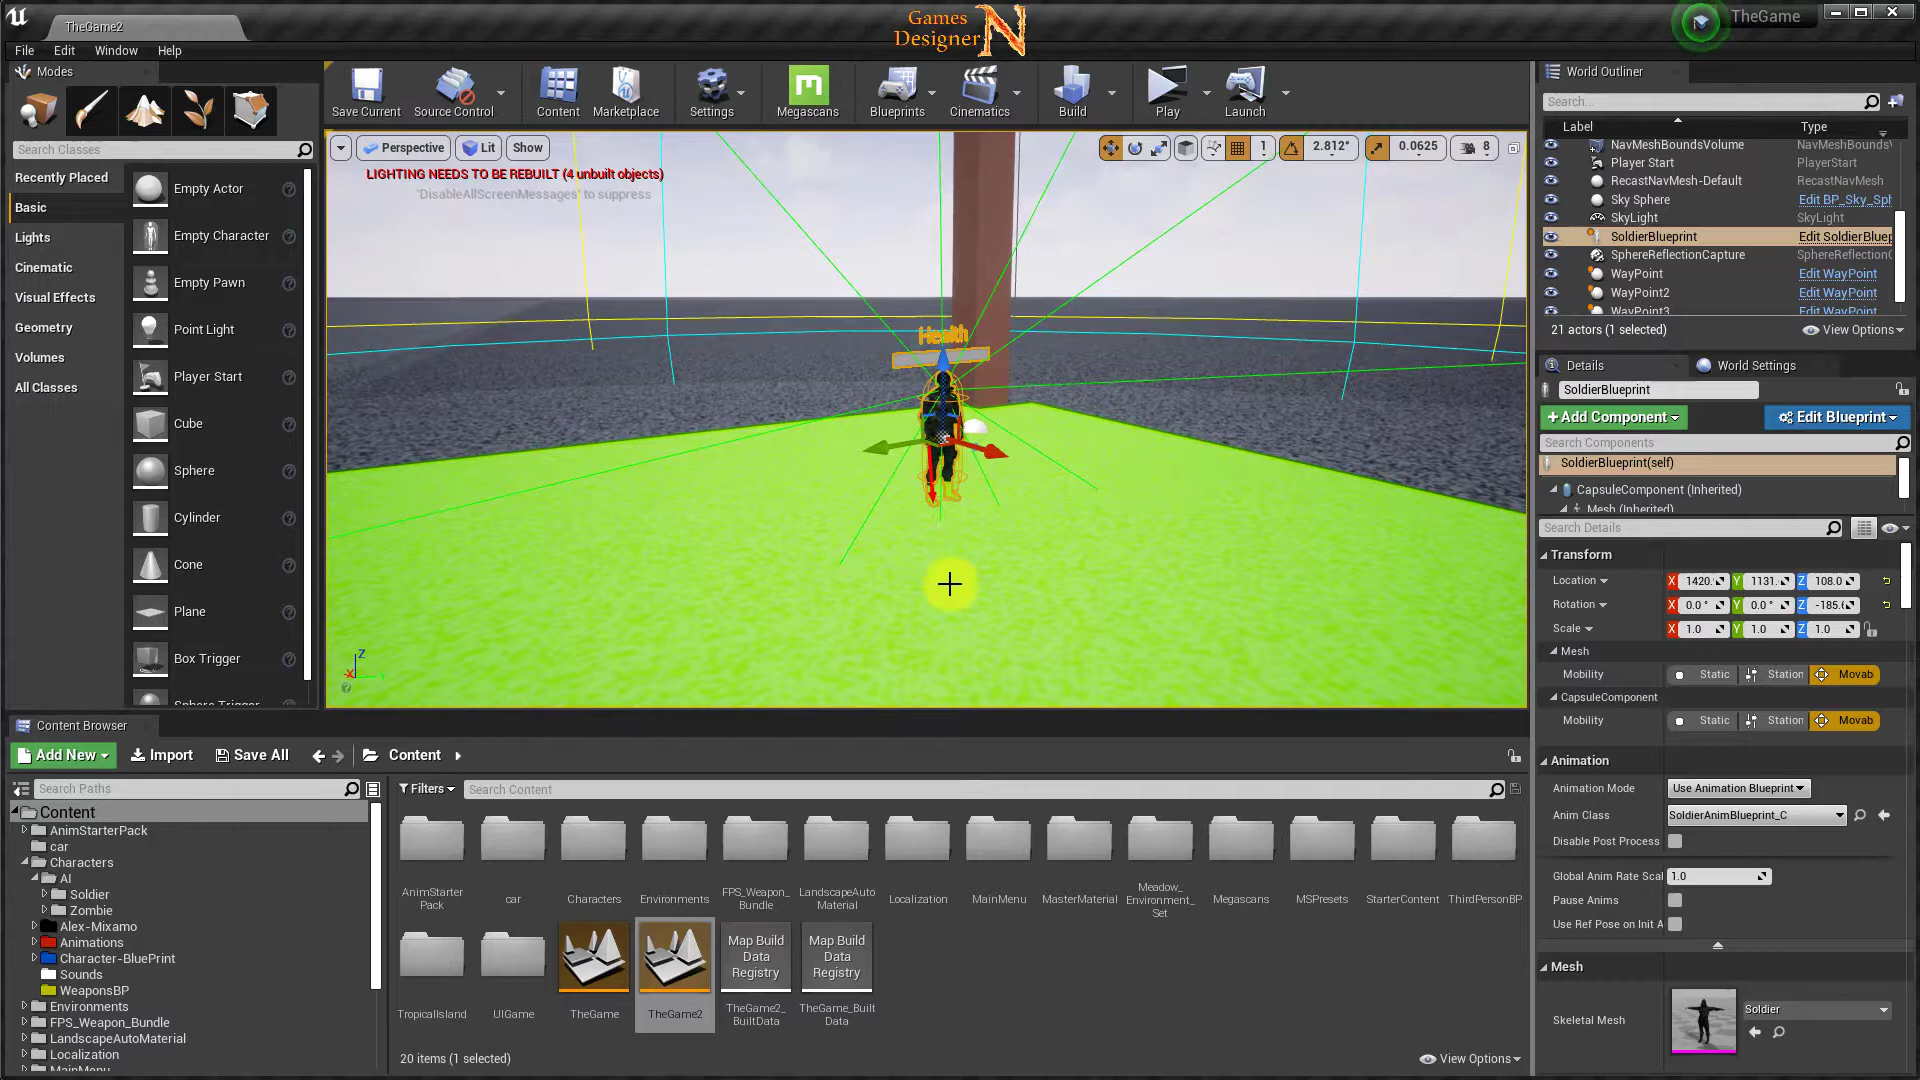 TheGame2
Games
Designer
N
TheGame
File Edit Window Help
Modes
Search Classes
Recently Placed
Basic
Lights
Cinematic
Visual Effects
Geometry
Volumes
All Classes
Empty Actor
Empty Character
Empty Pawn
Point Light
Player Start
Cube
Sphere
Cylinder
Cone
Plane
Box Trigger
Save Current
Source Control
Content
Marketplace
Settings
Megascans
Blueprints
Cinematics
Build
Play
Launch
Perspective Lit Show
1 2.812° 0.0625 8
LIGHTING NEEDS TO BE REBUILT (4 unbuilt objects)
'DisableAllScreenMessages' to suppress
Health
Z
X
World Outliner
Search...
Label Type
NavMeshBoundsVolume NavMeshBounds
Player Start PlayerStart
RecastNavMesh-Default RecastNavMesh
Sky Sphere Edit BP_Sky_Sph
SkyLight SkyLight
SoldierBlueprint Edit SoldierBluep
SphereReflectionCapture SphereReflection
WayPoint Edit WayPoint
WayPoint2 Edit WayPoint
WayPoint3 Edit WayPoint
21 actors (1 selected) View Options
Details World Settings
SoldierBlueprint
+Add Component Edit Blueprint
Search Components
SoldierBlueprint(self)
CapsuleComponent (Inherited)
Mesh (Inherited)
Search Details
Transform
Location X 1420. Y 1131. Z 108.0
Rotation X 0.0° Y 0.0° Z -185.
Scale X 1.0 Y 1.0 Z 1.0
Mesh
Mobility Static Station Movab
CapsuleComponent
Mobility Static Station Movab
Animation
Animation Mode Use Animation Blueprint
Anim Class SoldierAnimBlueprint_C
Disable Post Process
Global Anim Rate Scal 1.0
Pause Anims
Use Ref Pose on Init A
Mesh
Skeletal Mesh Soldier
Content Browser
Add New Import Save All Content
Search Paths
Content
AnimStarterPack
car
Characters
AI
Soldier
Zombie
Alex-Mixamo
Animations
Character-BluePrint
Sounds
WeaponsBP
Environments
FPS_Weapon_Bundle
LandscapeAutoMaterial
Localization
MainMenu
Filters Search Content
AnimStarter
Pack
car
Characters
Environments
FPS_Weapon_
Bundle
LandscapeAuto
Material
Localization
MainMenu
MasterMaterial
Meadow_
Environment_
Set
Megascans
MSPresets
StarterContent
ThirdPersonBP
TropicalIsland
UIGame
TheGame
TheGame2
Map Build
Data
Registry
TheGame2_
BuiltData
Map Build
Data
Registry
TheGame_Built
Data
20 items (1 selected) View Options